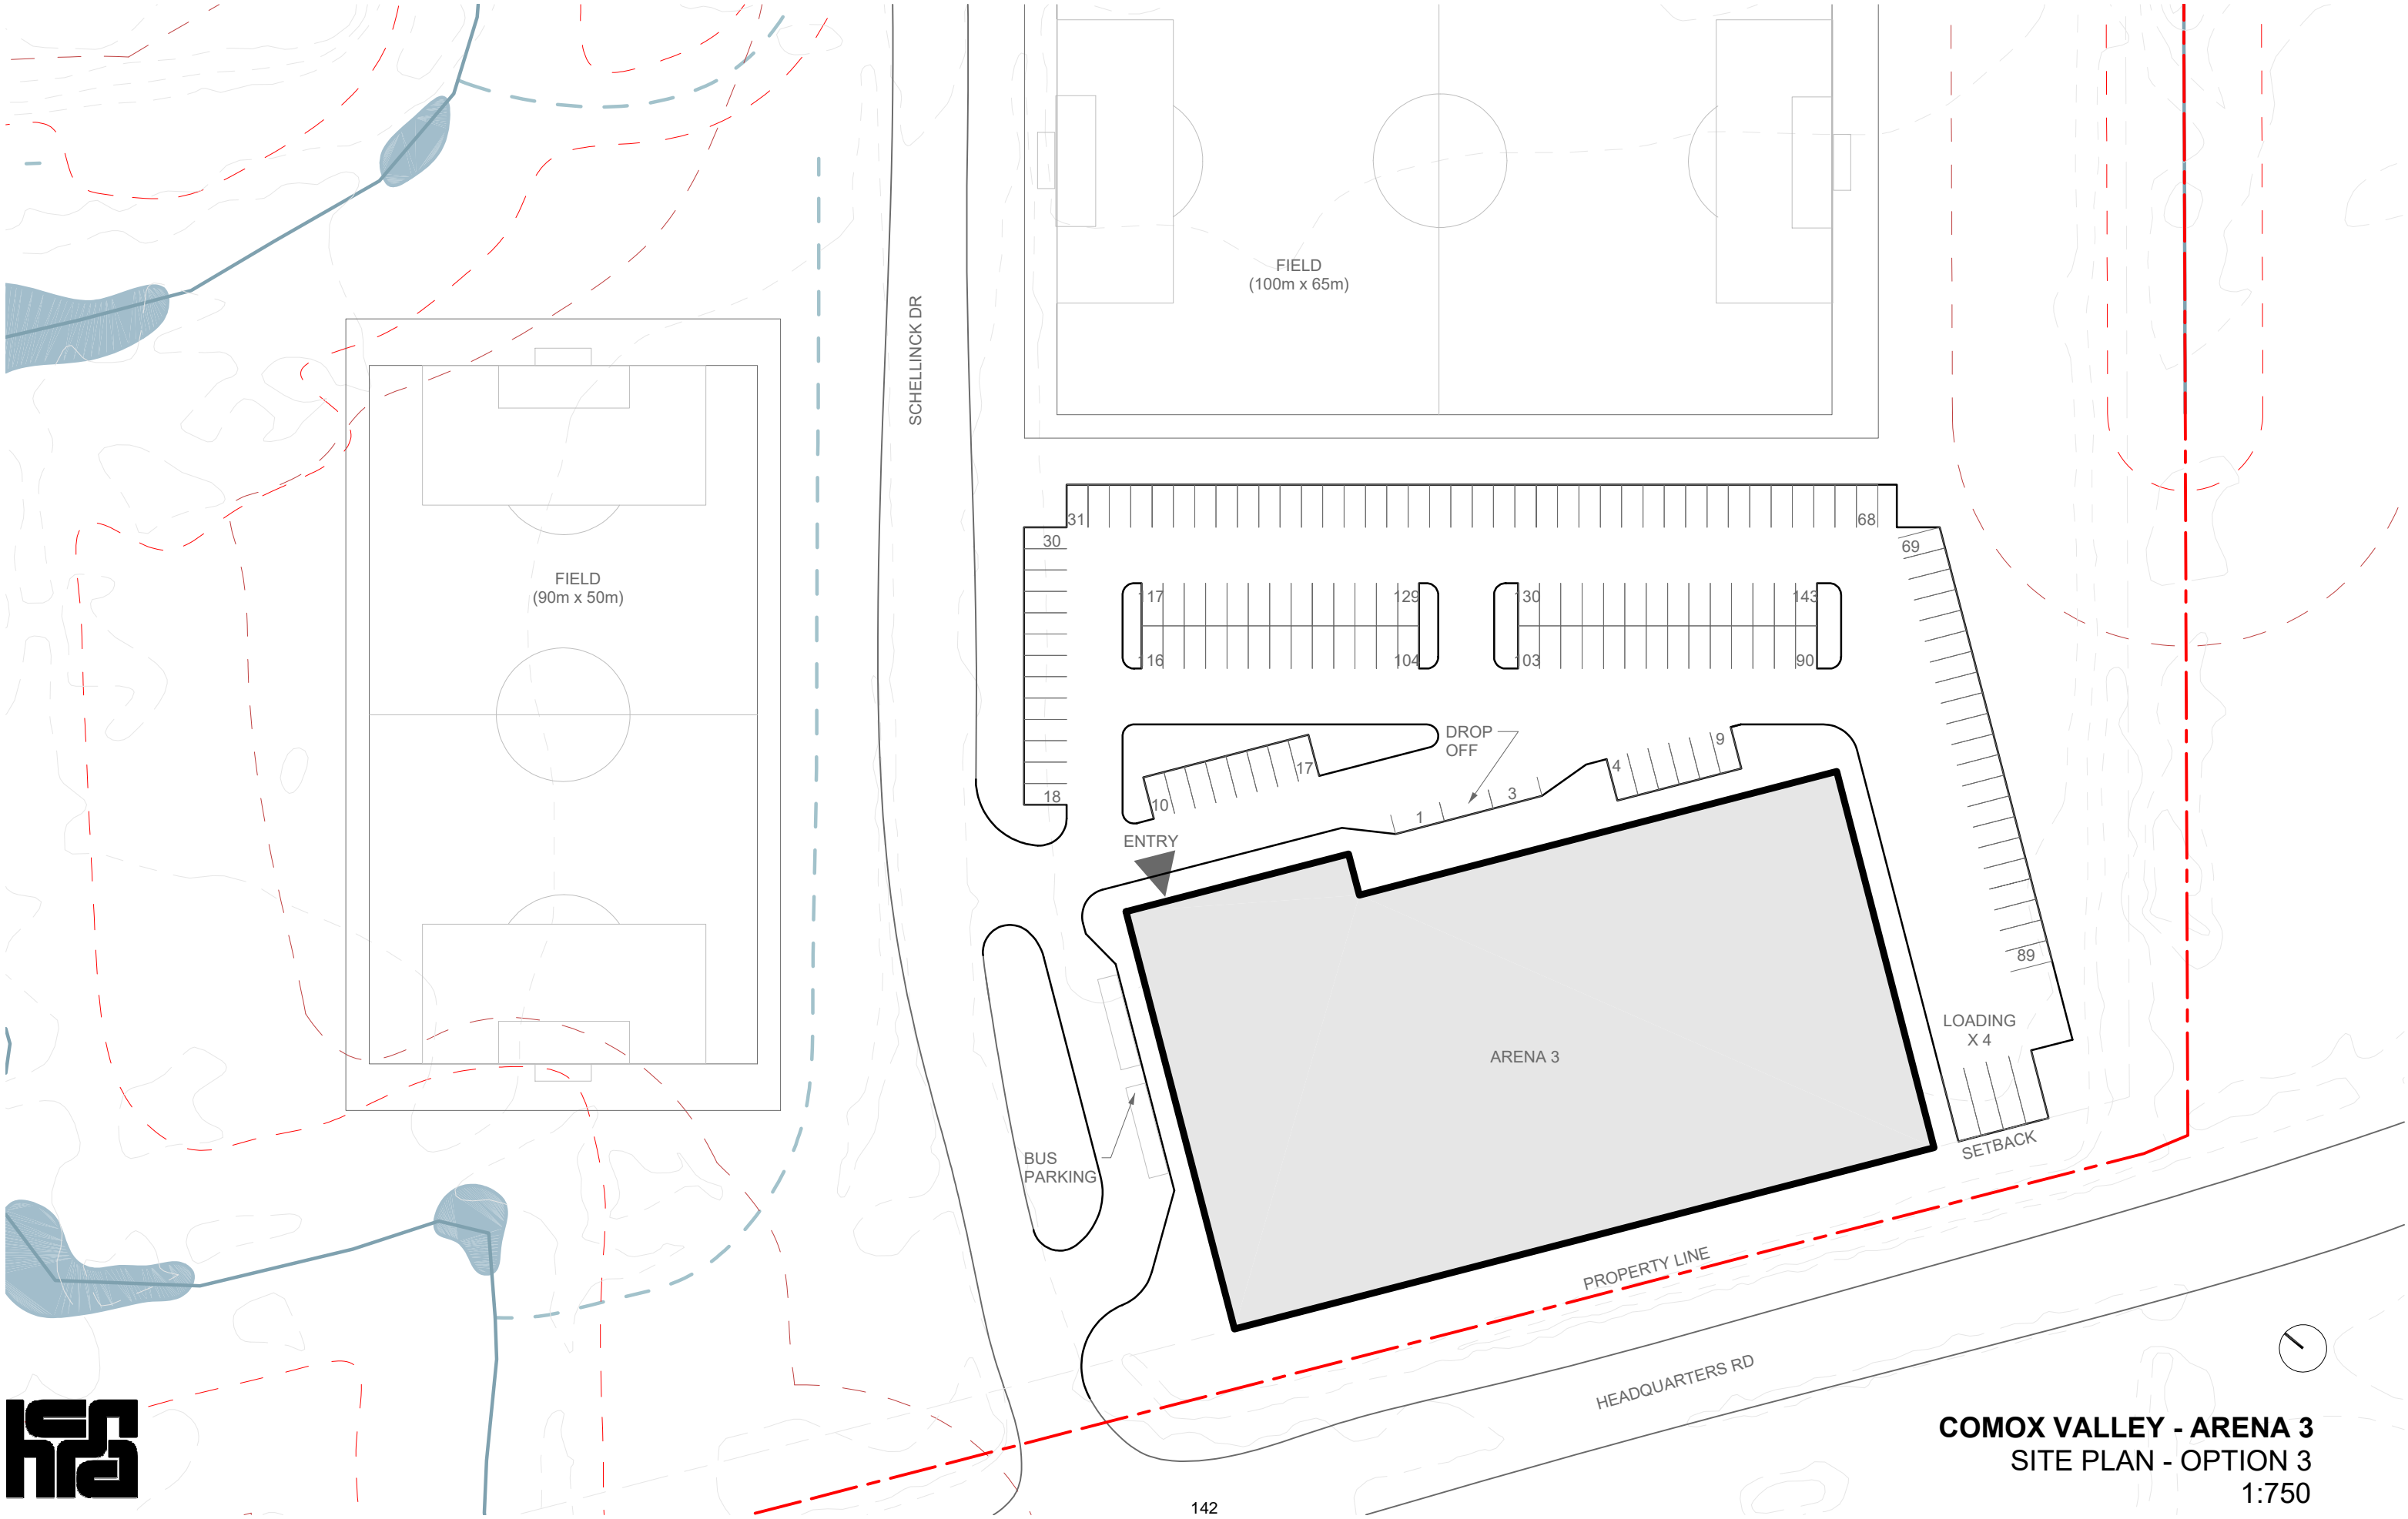 FIELD
(100m x 65m)
SCHELLINCK DR
31
68
30
69
FIELD
(90m x 50m)
117
129
130
143
116
104
103
90
DROP
OFF
9
4
17
10
18
3
1
ENTRY
89
LOADING
X 4
ARENA 3
SETBACK
BUS
PARKING
PROPERTY LINE
HEADQUARTERS RD
COMOX VALLEY - ARENA 3
SITE PLAN - OPTION 3
1:750
142